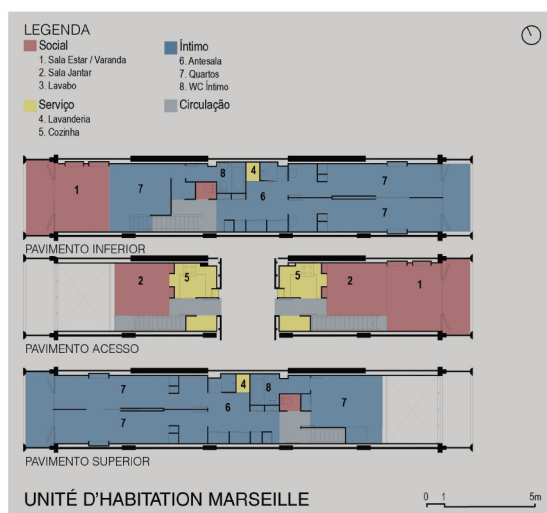 LEGENDA
Social
1. Sala Estar / Varanda
2. Sala Jantar
3. Lavabo
Serviço
4. Lavanderia
5. Cozinha
Íntimo
6. Antesala
7. Quartos
8. WC Íntimo
Circulação
1
7
8
4
6
7
7
PAVIMENTO INFERIOR
2
5
5
2
1
PAVIMENTO ACESSO
7
7
6
4
8
7
PAVIMENTO SUPERIOR
UNITÉ D'HABITATION MARSEILLE
0 1 5m